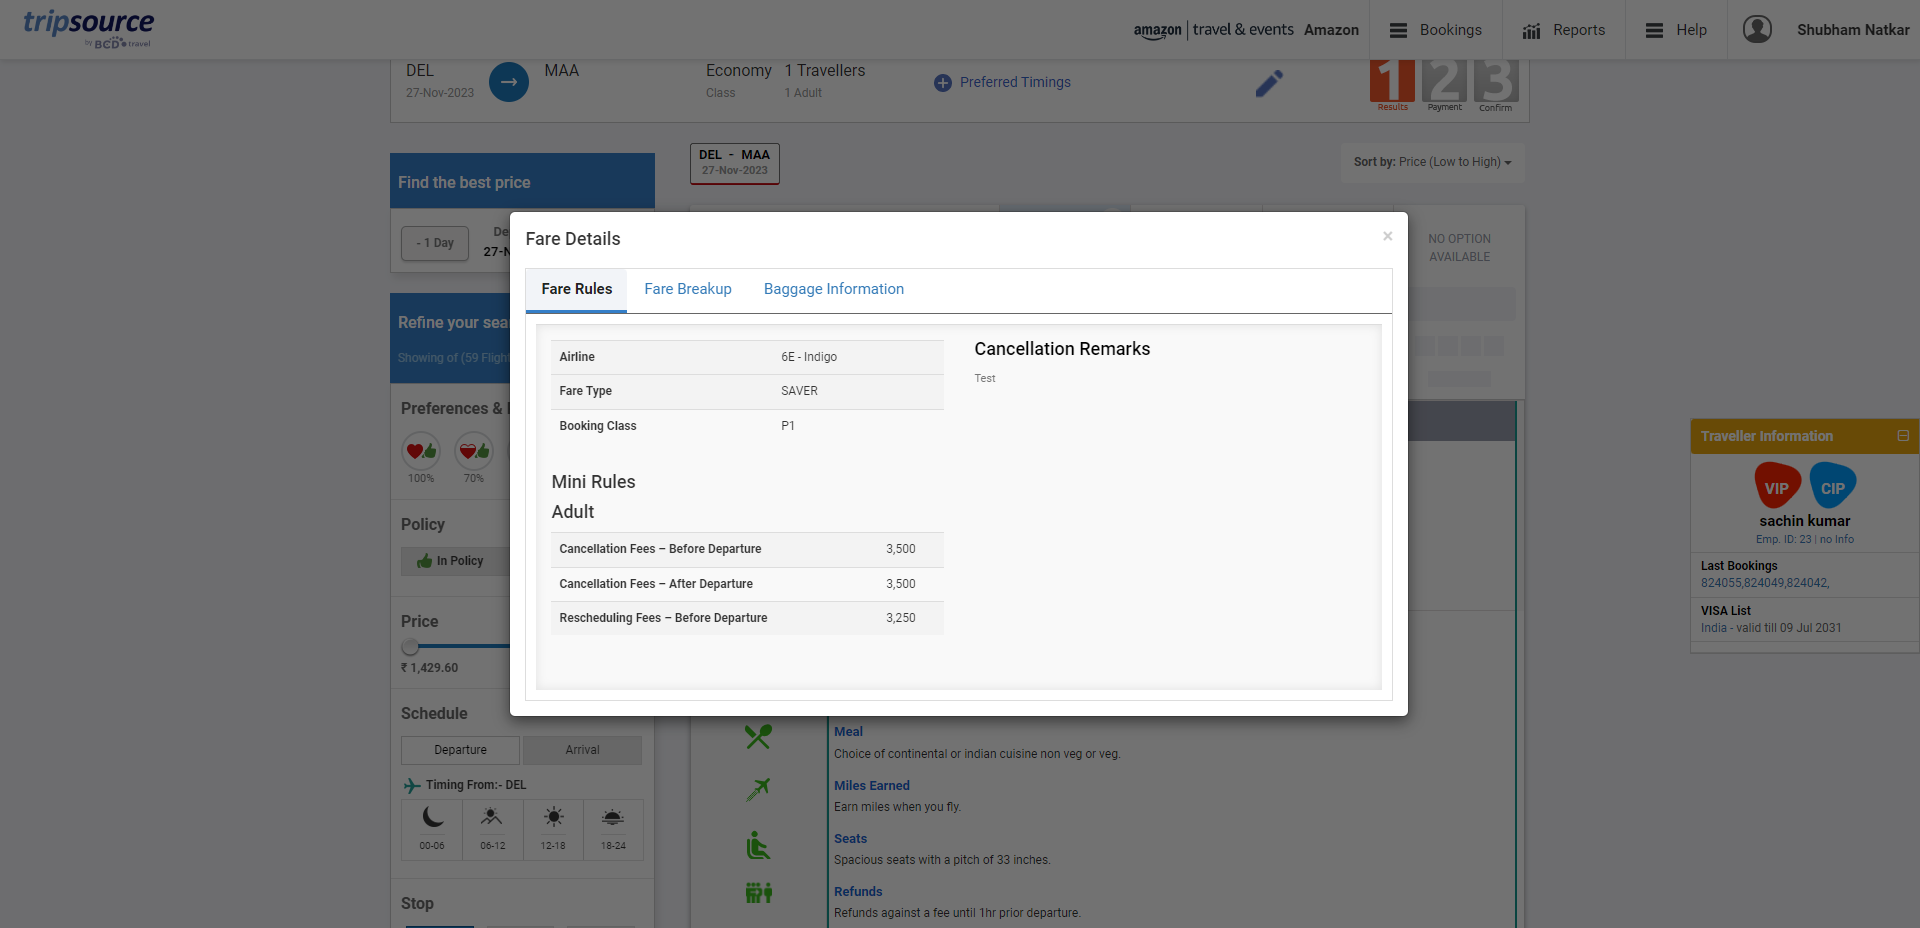 tripsource
by BCD travel
amazon | travel & events Amazon
Bookings
Reports
Help
Shubham Natkar
DEL
27-Nov-2023
MAA
Economy
Class
1 Travellers
1 Adult
Preferred Timings
1 2 3
Results Payment Confirm
Find the best price
- 1 Day
27-N
DEL - MAA
27-Nov-2023
Sort by: Price (Low to High)
NO OPTION
AVAILABLE
Refine your sea
Showing of (59 Flight
Preferences &
100%
70%
Policy
In Policy
Price
₹ 1,429.60
Schedule
Departure
Arrival
Timing From:- DEL
00-06
06-12
12-18
18-24
Stop
Fare Details
×
Fare Rules
Fare Breakup
Baggage Information
Airline 6E - Indigo
Fare Type SAVER
Booking Class P1
Mini Rules
Adult
Cancellation Fees – Before Departure 3,500
Cancellation Fees – After Departure 3,500
Rescheduling Fees – Before Departure 3,250
Cancellation Remarks
Test
Meal
Choice of continental or indian cuisine non veg or veg.
Miles Earned
Earn miles when you fly.
Seats
Spacious seats with a pitch of 33 inches.
Refunds
Refunds against a fee until 1hr prior departure.
Traveller Information
VIP
CIP
sachin kumar
Emp. ID: 23 | no Info
Last Bookings
824055,824049,824042,
VISA List
India - valid till 09 Jul 2031